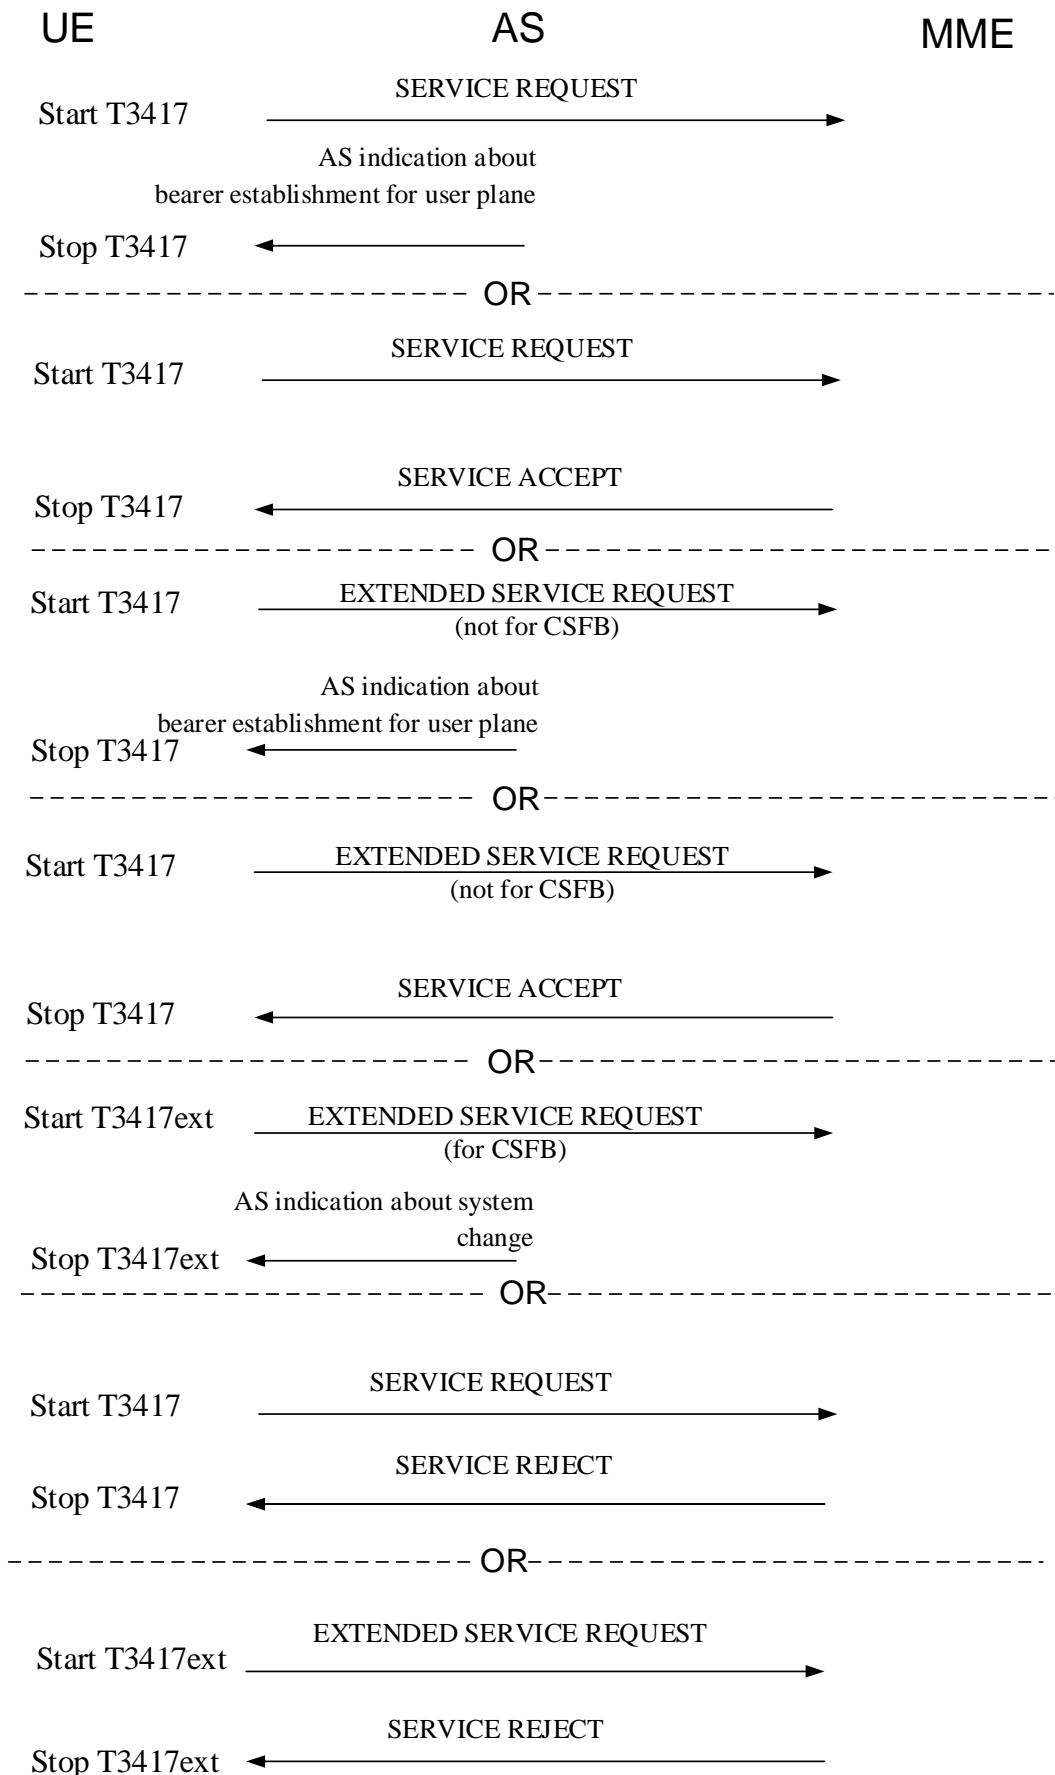 UE AS MME
SERVICE REQUEST
Start T3417
AS indication about
bearer establishment for user plane
Stop T3417
OR
SERVICE REQUEST
Start T3417
SERVICE ACCEPT
Stop T3417
OR
EXTENDED SERVICE REQUEST
Start T3417
(not for CSFB)
AS indication about
bearer establishment for user plane
Stop T3417
OR
EXTENDED SERVICE REQUEST
Start T3417
(not for CSFB)
SERVICE ACCEPT
Stop T3417
OR
EXTENDED SERVICE REQUEST
Start T3417ext
(for CSFB)
AS indication about system
change
Stop T3417ext
OR
SERVICE REQUEST
Start T3417
SERVICE REJECT
Stop T3417
OR
EXTENDED SERVICE REQUEST
Start T3417ext
SERVICE REJECT
Stop T3417ext